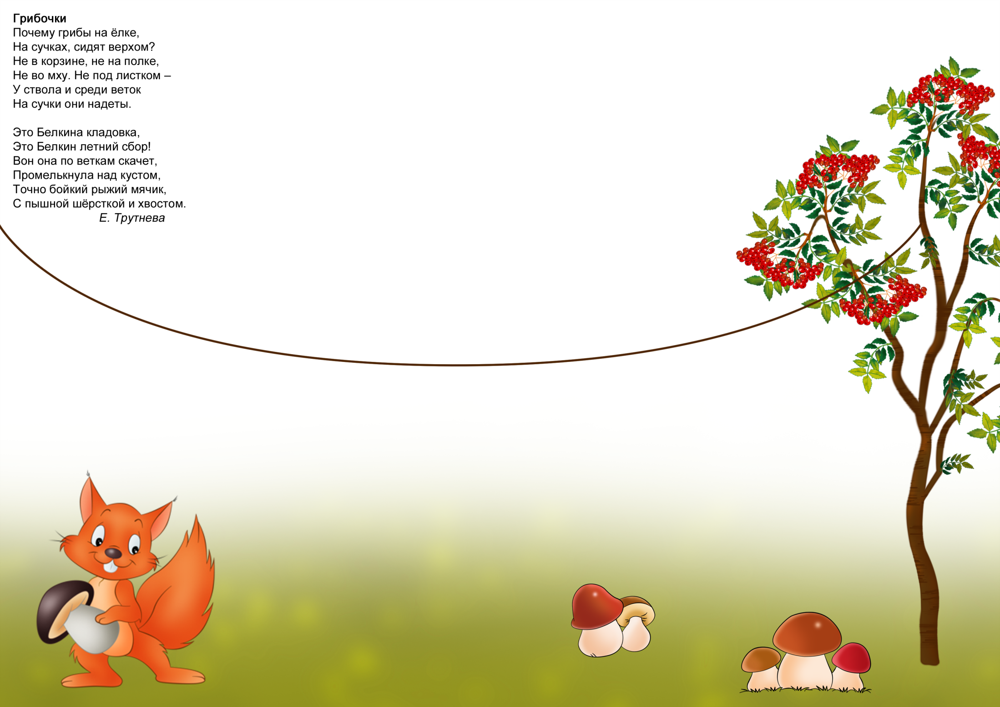 Грибочки
Почему грибы на ёлке,
На сучках, сидят верхом?
Не в корзине, не на полке,
Не во мху. Не под листком –
У ствола и среди веток
На сучки они надеты.

Это Белкина кладовка,
Это Белкин летний сбор!
Вон она по веткам скачет,
Промелькнула над кустом,
Точно бойкий рыжий мячик,
С пышной шёрсткой и хвостом.
Е. Трутнева